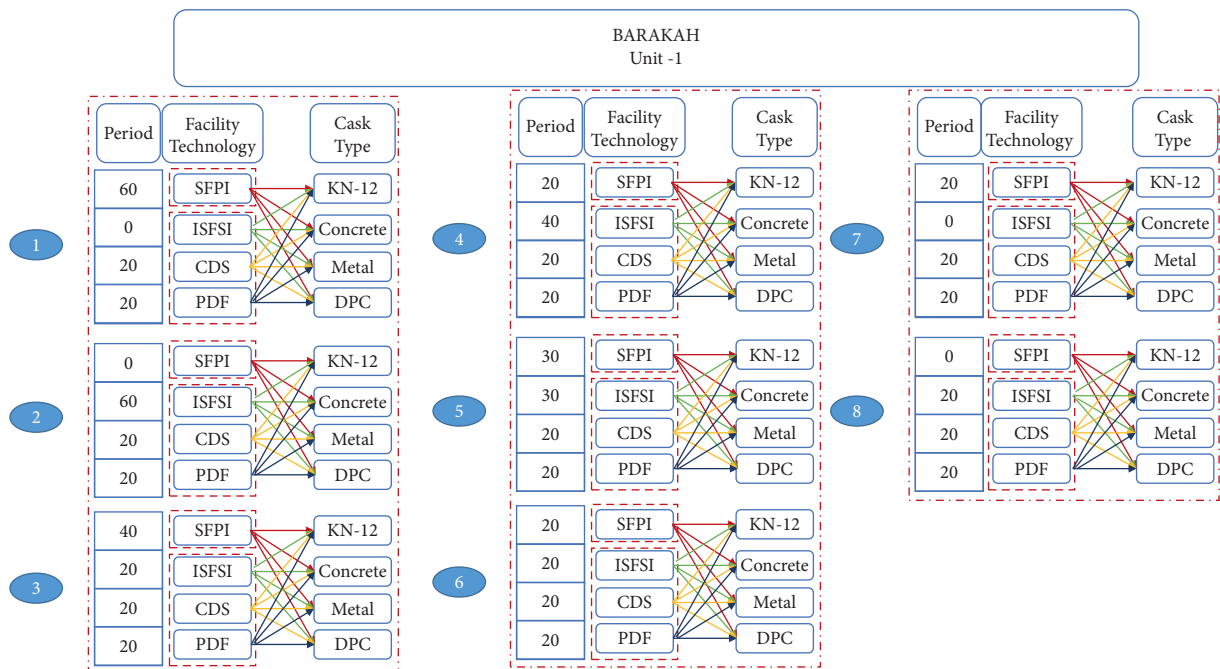 BARAKAH
Unit -1
Period
Facility
Technology
Cask
Type
1
60
SFPI
KN-12
0
ISFSI
Concrete
20
CDS
Metal
20
PDF
DPC
2
0
SFPI
KN-12
60
ISFSI
Concrete
20
CDS
Metal
20
PDF
DPC
3
40
SFPI
KN-12
20
ISFSI
Concrete
20
CDS
Metal
20
PDF
DPC
Period
Facility
Technology
Cask
Type
4
20
SFPI
KN-12
40
ISFSI
Concrete
20
CDS
Metal
20
PDF
DPC
5
30
SFPI
KN-12
30
ISFSI
Concrete
20
CDS
Metal
20
PDF
DPC
6
20
SFPI
KN-12
20
ISFSI
Concrete
20
CDS
Metal
20
PDF
DPC
Period
Facility
Technology
Cask
Type
7
20
SFPI
KN-12
0
ISFSI
Concrete
20
CDS
Metal
20
PDF
DPC
8
0
SFPI
KN-12
20
ISFSI
Concrete
20
CDS
Metal
20
PDF
DPC